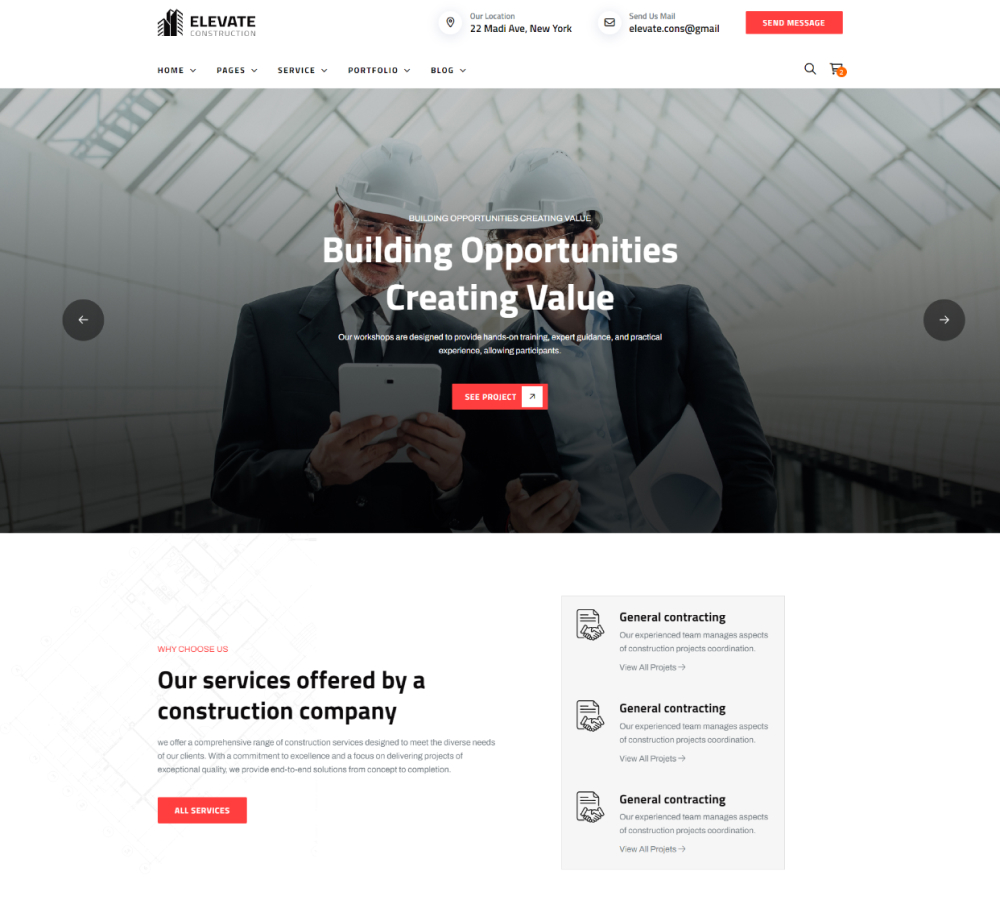 ELEVATE
CONSTRUCTION
Our Location
22 Madi Ave, New York
Send Us Mail
elevate.cons@gmail
SEND MESSAGE
HOME PAGES SERVICE PORTFOLIO BLOG
2
BUILDING OPPORTUNITIES CREATING VALUE
Building Opportunities
Creating Value
Our workshops are designed to provide hands-on training, expert guidance, and practical
experience, allowing participants.
SEE PROJECT
WHY CHOOSE US
Our services offered by a
construction company
we offer a comprehensive range of construction services designed to meet the diverse needs
of our clients. With a commitment to excellence and a focus on delivering projects of
exceptional quality, we provide end-to-end solutions from concept to completion.
ALL SERVICES
General contracting
Our experienced team manages aspects
of construction projects coordination.
View All Projets
General contracting
Our experienced team manages aspects
of construction projects coordination.
View All Projets
General contracting
Our experienced team manages aspects
of construction projects coordination.
View All Projets